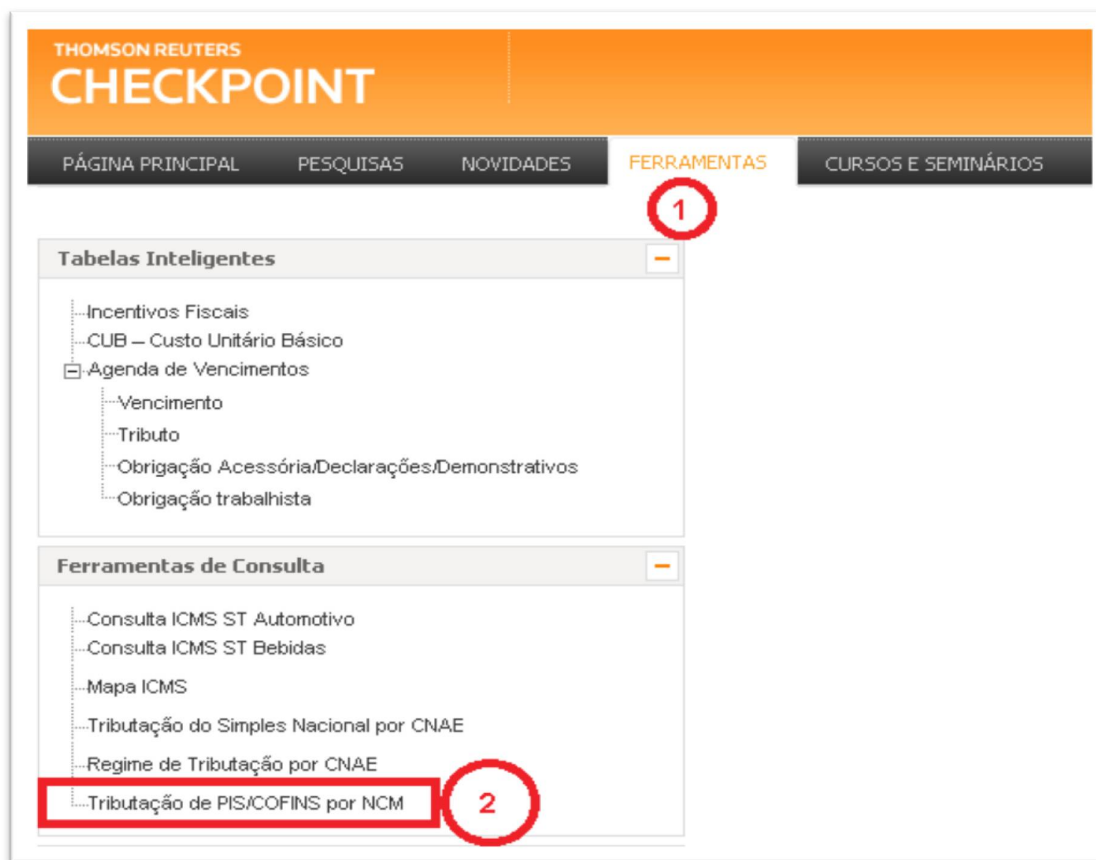 THOMSON REUTERS
CHECKPOINT
PÁGINA PRINCIPAL PESQUISAS NOVIDADES FERRAMENTAS CURSOS E SEMINÁRIOS
1
Tabelas Inteligentes
Incentivos Fiscais
CUB – Custo Unitário Básico
Agenda de Vencimentos
Vencimento
Tributo
Obrigação Acessória/Declarações/Demonstrativos
Obrigação trabalhista
Ferramentas de Consulta
Consulta ICMS ST Automotivo
Consulta ICMS ST Bebidas
Mapa ICMS
Tributação do Simples Nacional por CNAE
Regime de Tributação por CNAE
Tributação de PIS/COFINS por NCM 2